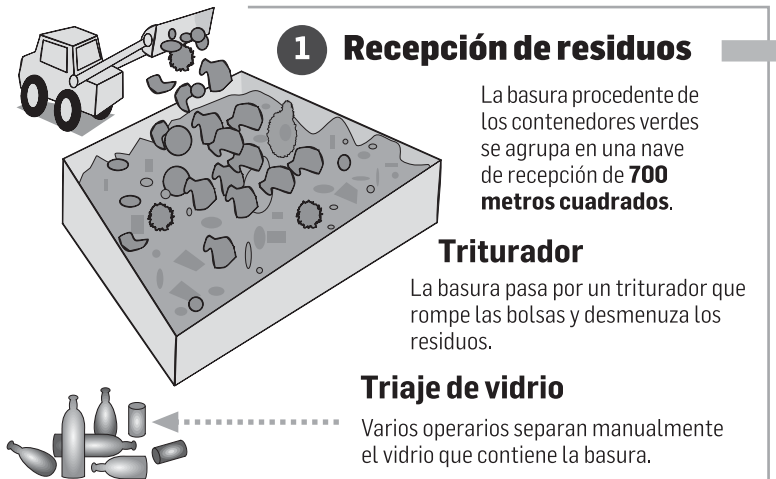 1 Recepción de residuos
La basura procedente de
los contenedores verdes
se agrupa en una nave
de recepción de 700
metros cuadrados.
Triturador
La basura pasa por un triturador que
rompe las bolsas y desmenuza los
residuos.
Triaje de vidrio
Varios operarios separan manualmente
el vidrio que contiene la basura.